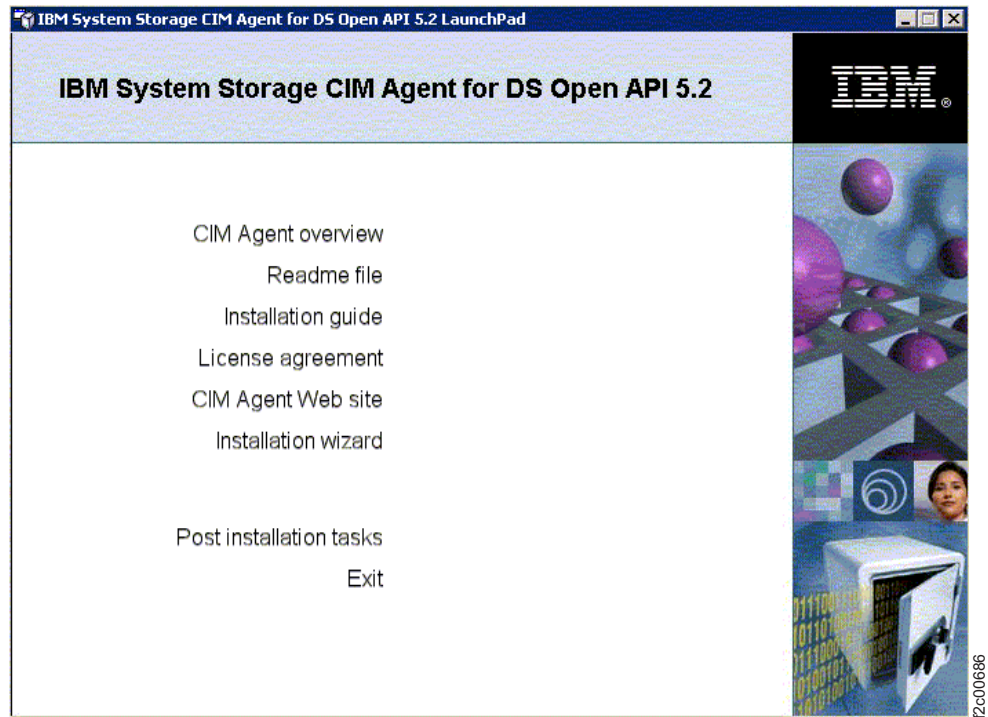 IBM System Storage CIM Agent for DS Open API 5.2 LaunchPad
IBM System Storage CIM Agent for DS Open API 5.2
IBM®
CIM Agent overview
Readme file
Installation guide
License agreement
CIM Agent Web site
Installation wizard
Post installation tasks
Exit
f2c00686